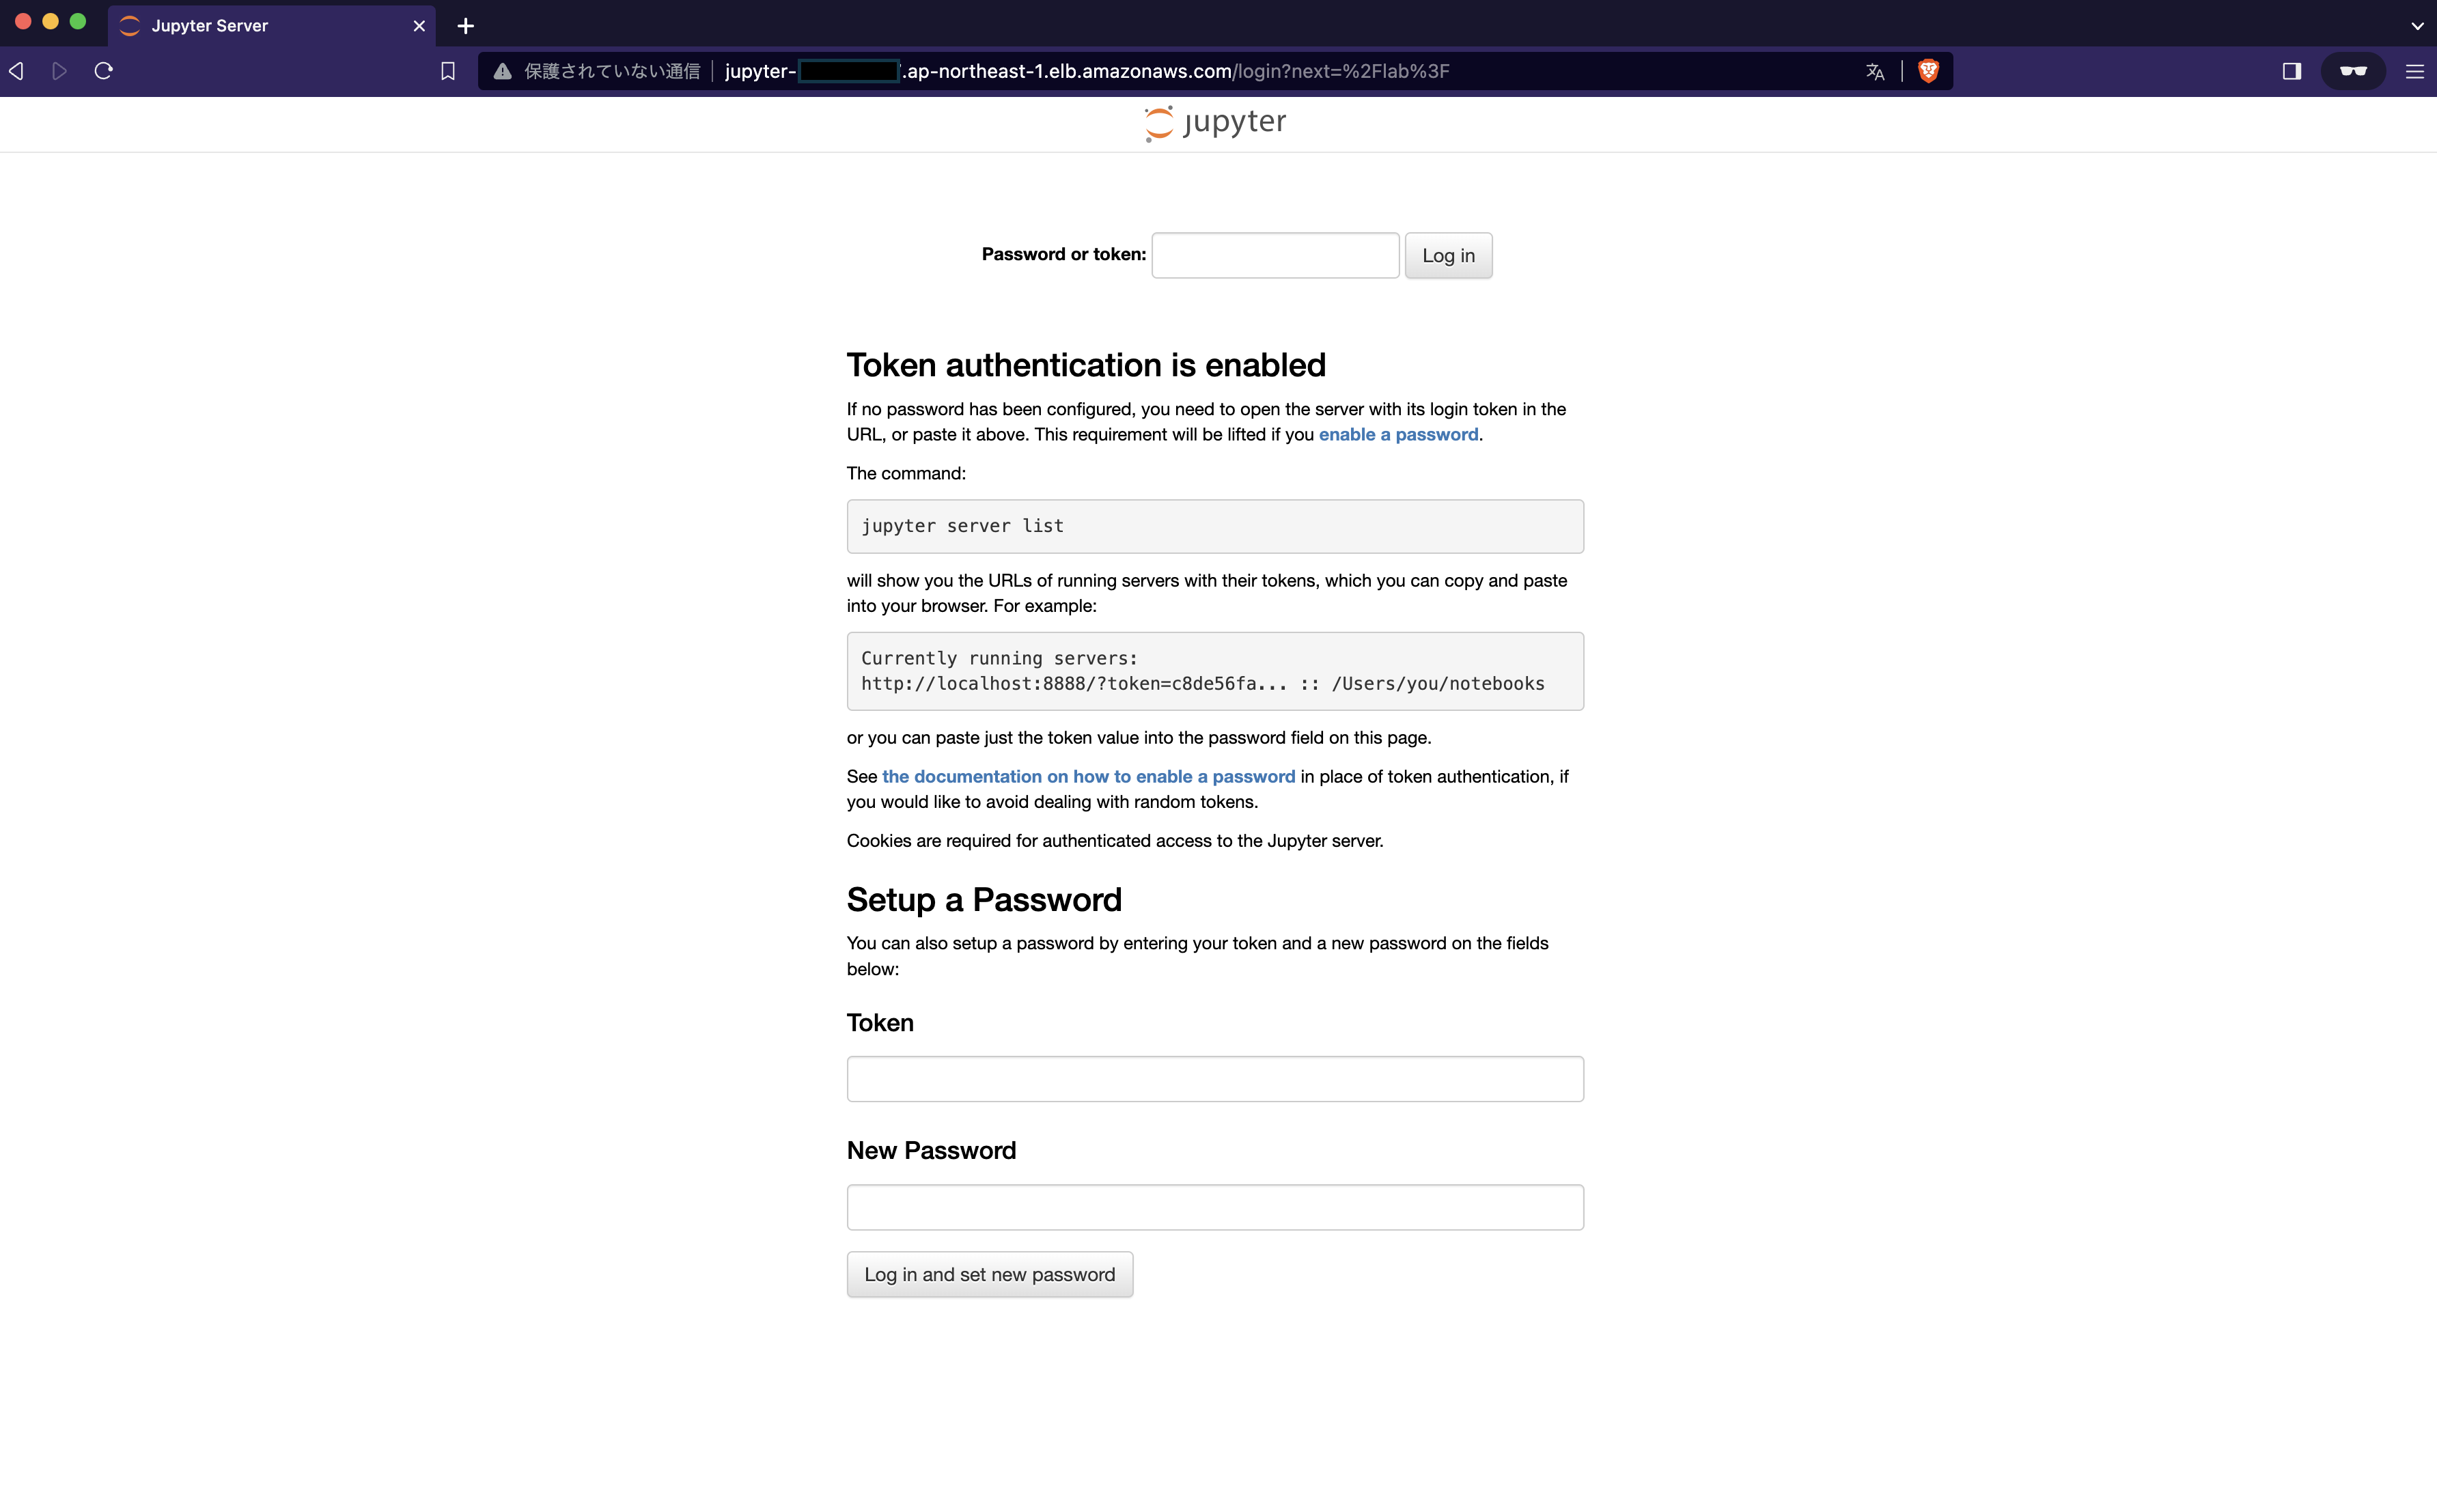 Jupyter Server
保護されていない通信 jupyter- .ap-northeast-1.elb.amazonaws.com/login?next=%2Flab%3F
jupyter
Password or token: Log in
Token authentication is enabled
If no password has been configured, you need to open the server with its login token in the
URL, or paste it above. This requirement will be lifted if you enable a password.
The command:
jupyter server list
will show you the URLs of running servers with their tokens, which you can copy and paste
into your browser. For example:
Currently running servers:
http://localhost:8888/?token=c8de56fa... :: /Users/you/notebooks
or you can paste just the token value into the password field on this page.
See the documentation on how to enable a password in place of token authentication, if
you would like to avoid dealing with random tokens.
Cookies are required for authenticated access to the Jupyter server.
Setup a Password
You can also setup a password by entering your token and a new password on the fields
below:
Token
New Password
Log in and set new password